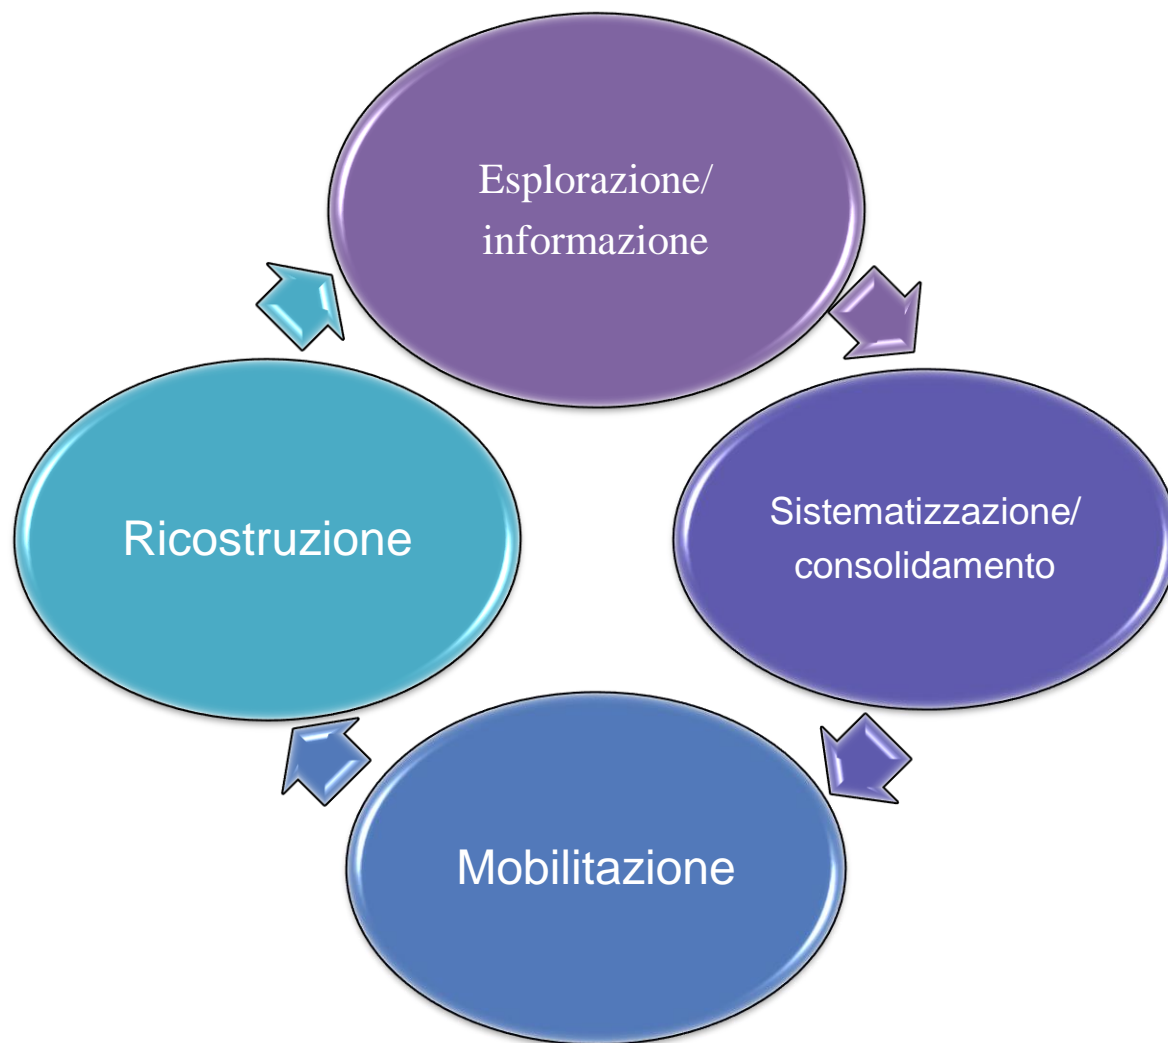 Esplorazione/
informazione
Sistematizzazione/
consolidamento
Mobilitazione
Ricostruzione